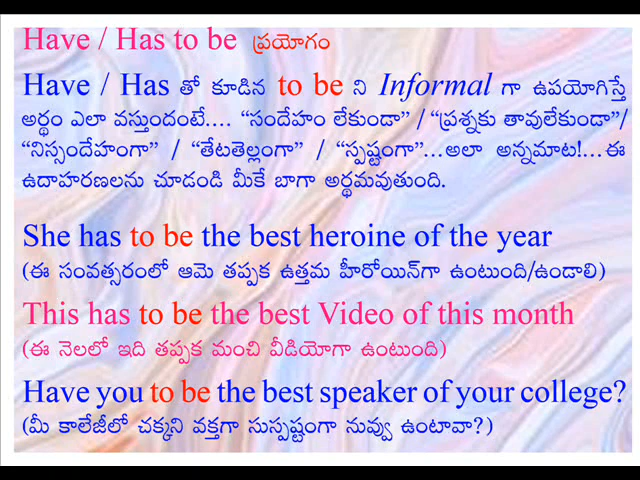 Have / Has to be ప్రయోగం
Have / Has తో కూడిన to be ని Informal గా ఉపయోగిస్తే
అర్థం ఎలా వస్తుందంటే.... “సందేహం లేకుండా” / “ప్రశ్నకు తావులేకుండా”/
“నిస్సందేహంగా” / “తేటతెల్లంగా” / “స్పష్టంగా”...అలా అన్నమాట!...ఈ
ఉదాహరణలను చూడండి మీకే బాగా అర్థమవుతుంది.
She has to be the best heroine of the year
(ఈ సంవత్సరంలో ఆమె తప్పక ఉత్తమ హీరోయిన్‌గా ఉంటుంది/ఉండాలి)
This has to be the best Video of this month
(ఈ నెలలో ఇది తప్పక మంచి వీడియోగా ఉంటుంది)
Have you to be the best speaker of your college?
(మీ కాలేజీలో చక్కని వక్తగా సుస్పష్టంగా నువ్వు ఉంటావా?)